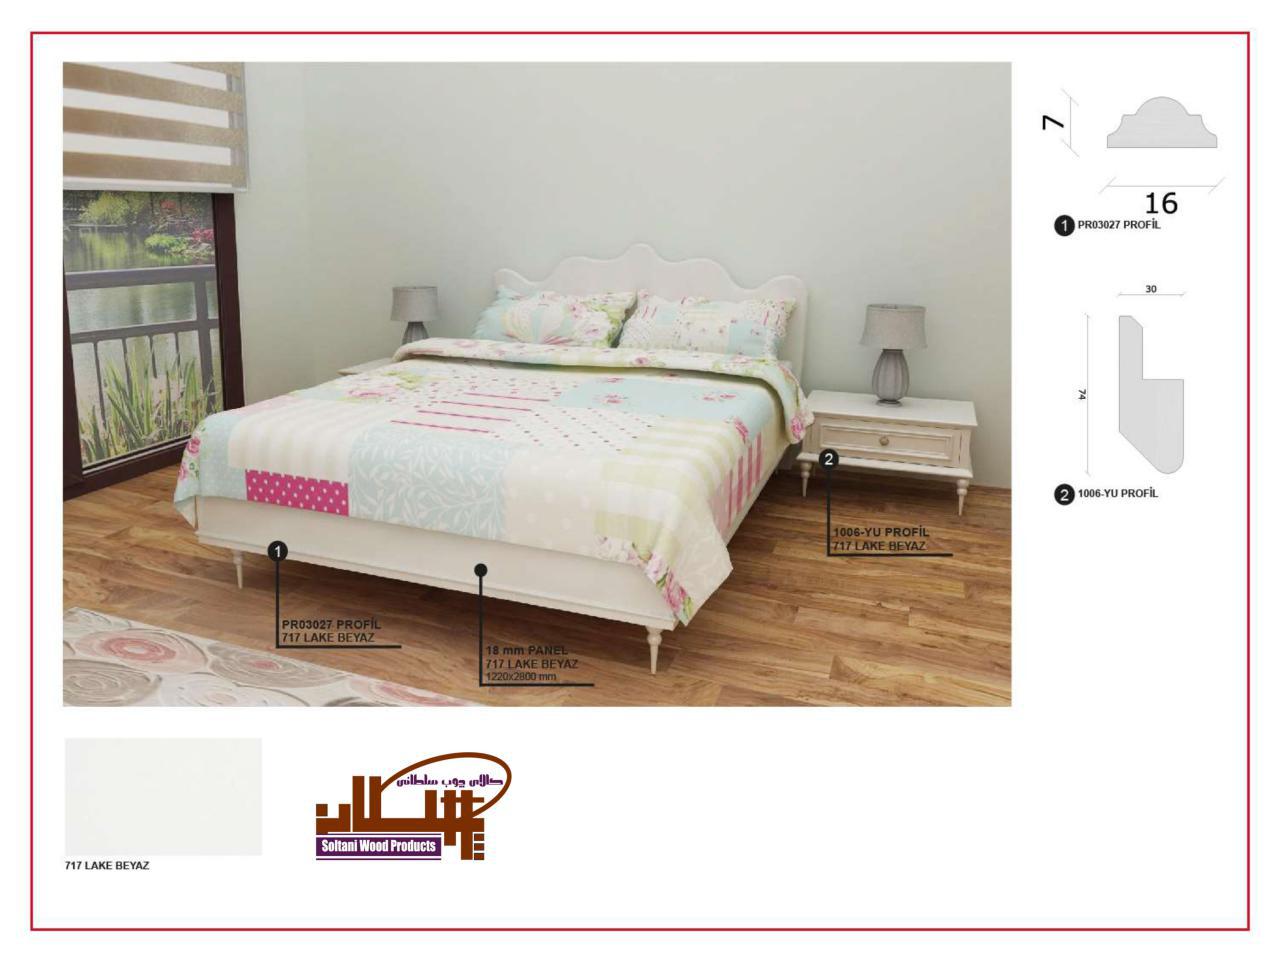 7
16
1 PR03027 PROFİL
30
74
2 1006-YU PROFİL
2
1006-YU PROFİL
717 LAKE BEYAZ
1
PR03027 PROFİL
717 LAKE BEYAZ
18 mm PANEL
717 LAKE BEYAZ
1220x2800 mm
717 LAKE BEYAZ
کالای چوب سلطانی
Soltani Wood Products